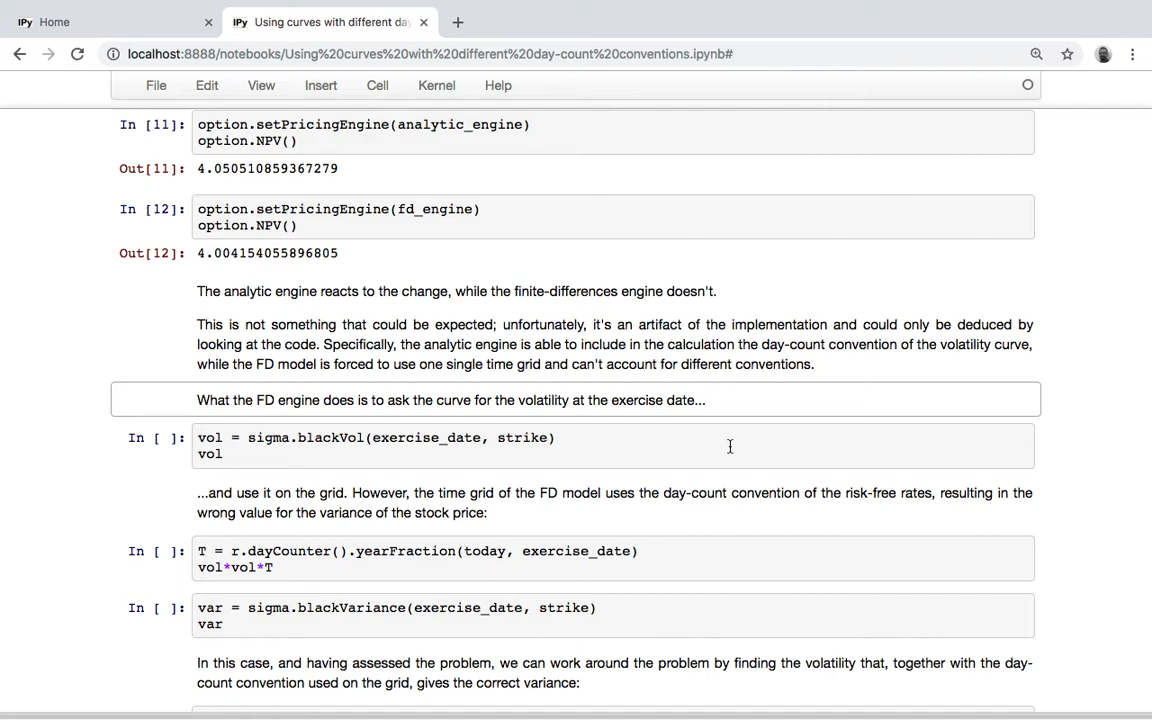 IPy Home
IPy Using curves with different da
localhost:8888/notebooks/Using%20curves%20with%20different%20day-count%20conventions.ipynb#
File Edit View Insert Cell Kernel Help
In [11]: option.setPricingEngine(analytic_engine)
option.NPV()
Out[11]: 4.050510859367279
In [12]: option.setPricingEngine(fd_engine)
option.NPV()
Out[12]: 4.004154055896805
The analytic engine reacts to the change, while the finite-differences engine doesn't.
This is not something that could be expected; unfortunately, it's an artifact of the implementation and could only be deduced by
looking at the code. Specifically, the analytic engine is able to include in the calculation the day-count convention of the volatility curve,
while the FD model is forced to use one single time grid and can't account for different conventions.
What the FD engine does is to ask the curve for the volatility at the exercise date...
In [ ]: vol = sigma.blackVol(exercise_date, strike)
vol
...and use it on the grid. However, the time grid of the FD model uses the day-count convention of the risk-free rates, resulting in the
wrong value for the variance of the stock price:
In [ ]: T = r.dayCounter().yearFraction(today, exercise_date)
vol*vol*T
In [ ]: var = sigma.blackVariance(exercise_date, strike)
var
In this case, and having assessed the problem, we can work around the problem by finding the volatility that, together with the day-
count convention used on the grid, gives the correct variance: